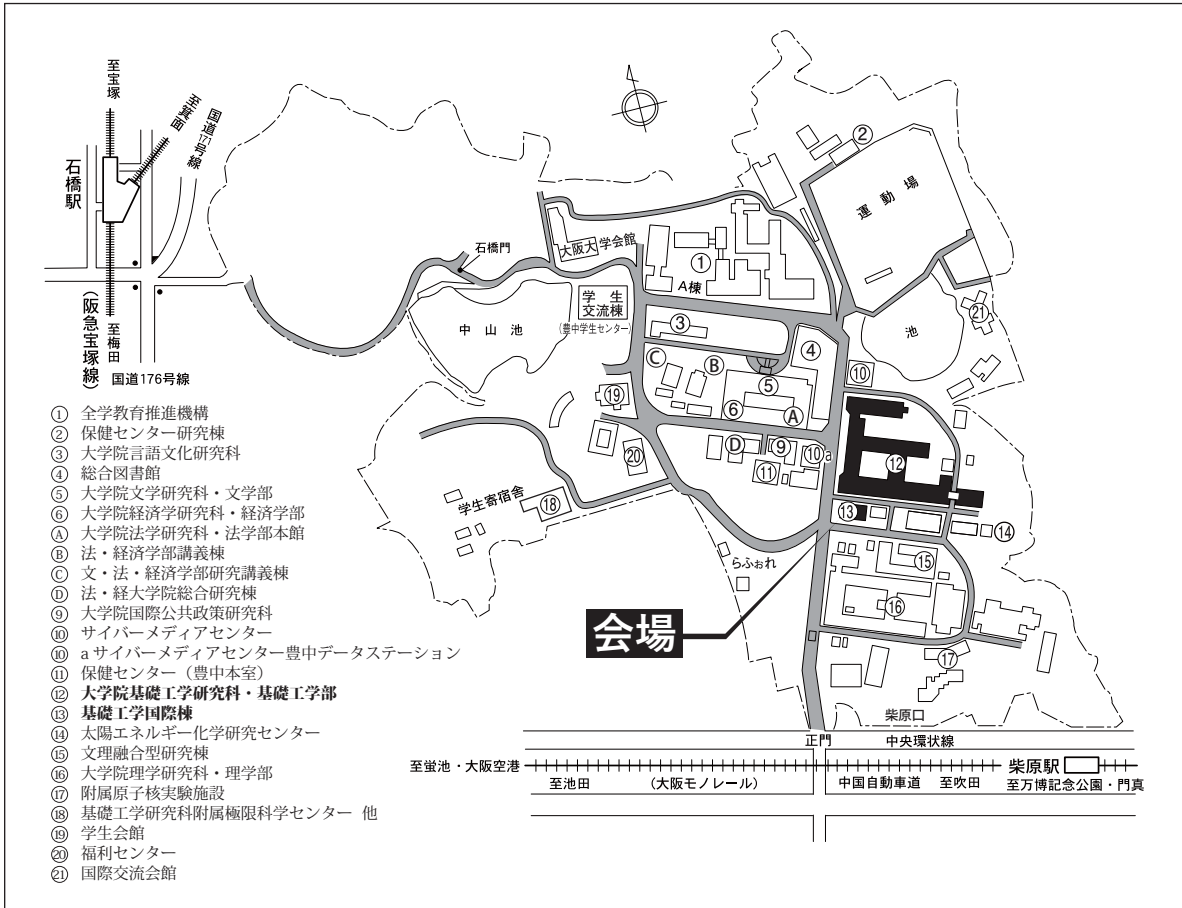 至宝塚
至箕面
国道171号線
石橋駅
(阪急宝塚線)
至梅田
国道176号線
石橋門
中山池
大阪大学会館
学生
交流棟
(豊中学生センター)
A棟
①
②
運動場
池
㉑
③
④
⑤
⑥
Ⓐ
Ⓑ
Ⓒ
Ⓓ
⑨
⑩
⑩a
⑪
⑫
⑬
⑭
⑮
⑯
⑰
⑱
学生寄宿舎
⑲
⑳
らふぉれ
会場
柴原口
正門
中央環状線
至蛍池・大阪空港
柴原駅
至池田
(大阪モノレール)
中国自動車道
至吹田
至万博記念公園・門真
① 全学教育推進機構
② 保健センター研究棟
③ 大学院言語文化研究科
④ 総合図書館
⑤ 大学院文学研究科・文学部
⑥ 大学院経済学研究科・経済学部
Ⓐ 大学院法学研究科・法学部本館
Ⓑ 法・経済学部講義棟
Ⓒ 文・法・経済学部研究講義棟
Ⓓ 法・経大学院総合研究棟
⑨ 大学院国際公共政策研究科
⑩ サイバーメディアセンター
⑩ a サイバーメディアセンター豊中データステーション
⑪ 保健センター（豊中本室）
⑫ 大学院基礎工学研究科・基礎工学部
⑬ 基礎工学国際棟
⑭ 太陽エネルギー化学研究センター
⑮ 文理融合型研究棟
⑯ 大学院理学研究科・理学部
⑰ 附属原子核実験施設
⑱ 基礎工学研究科附属極限科学センター 他
⑲ 学生会館
⑳ 福利センター
㉑ 国際交流会館